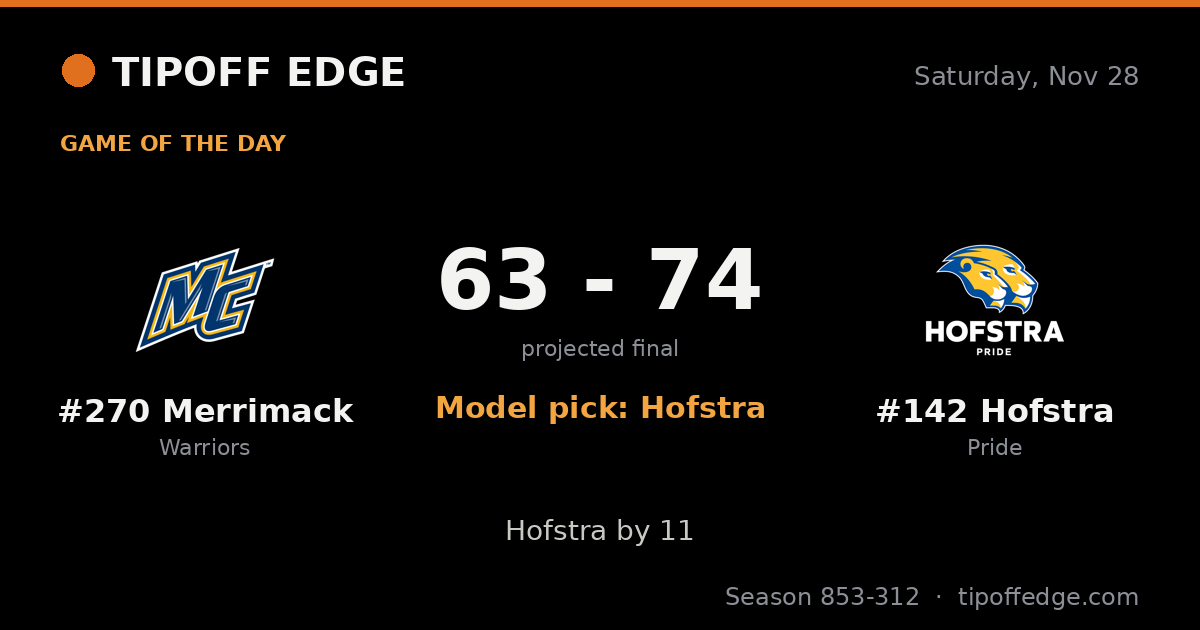 TIPOFF EDGE
Saturday, Nov 28
GAME OF THE DAY
MC
63 - 74
HOFSTRA
PRIDE
projected final
Model pick: Hofstra
#270 Merrimack
#142 Hofstra
Warriors
Pride
Hofstra by 11
Season 853-312 · tipoffedge.com